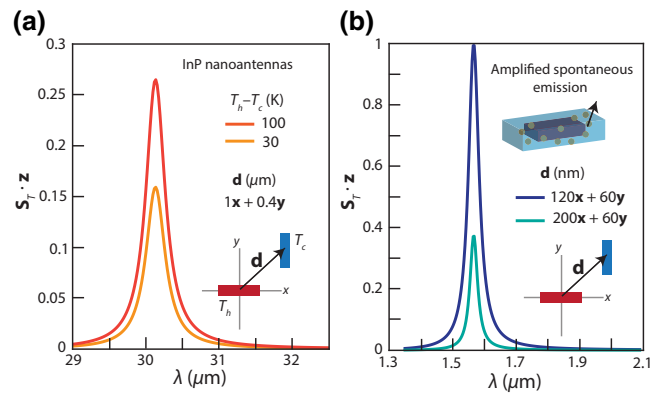 (a)
0.3
0.25
0.2
0.15
0.1
0.05
0
S_T · z
InP nanoantennas
T_h–T_c (K)
100
30
d (μm)
1x + 0.4y
y
T_c
d
x
T_h
29 30 31 32
λ (μm)
(b)
1
0.8
0.6
0.4
0.2
0
S_T · z
Amplified spontaneous
emission
d (nm)
120x + 60y
200x + 60y
y
d
x
1.3 1.5 1.7 1.9 2.1
λ (μm)